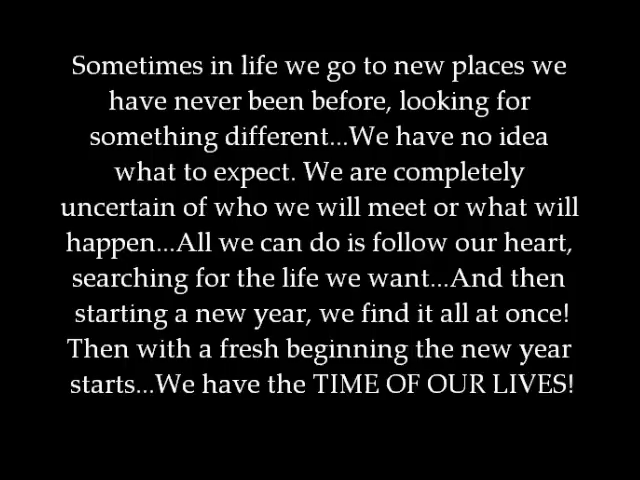 Sometimes in life we go to new places we
have never been before, looking for
something different...We have no idea
what to expect. We are completely
uncertain of who we will meet or what will
happen...All we can do is follow our heart,
searching for the life we want...And then
starting a new year, we find it all at once!
Then with a fresh beginning the new year
starts...We have the TIME OF OUR LIVES!